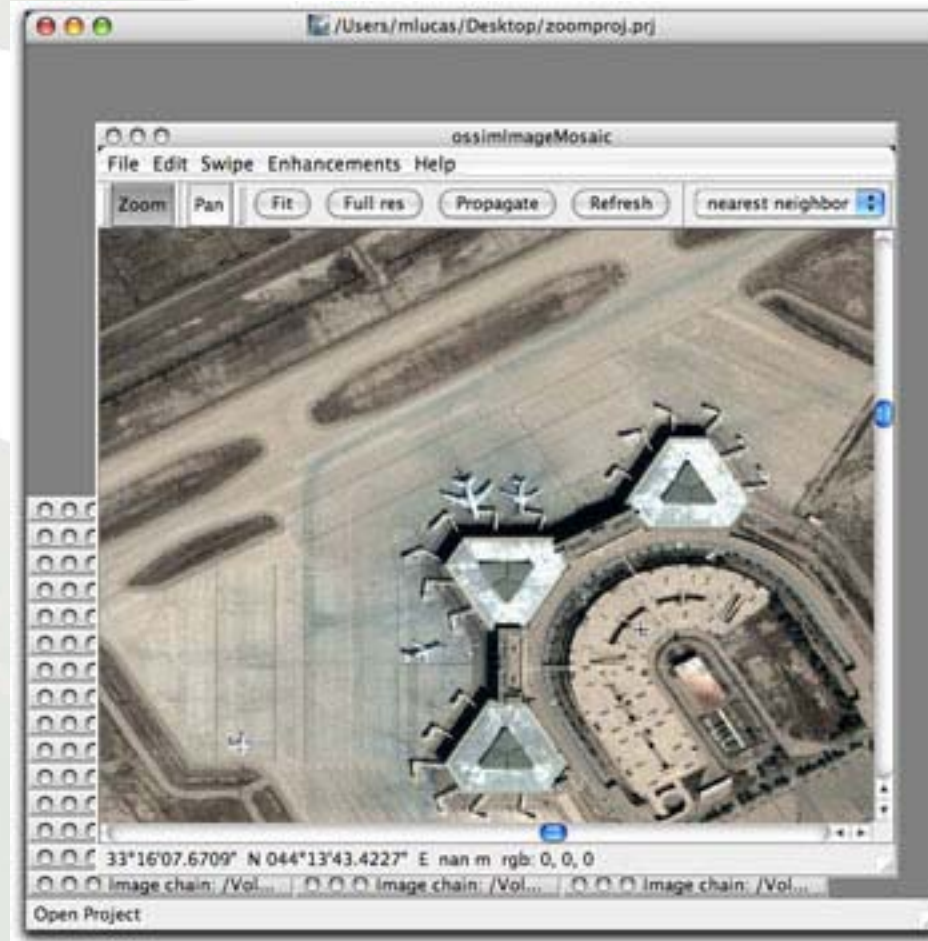 /Users/mlucas/Desktop/zoomproj.prj
ossimImageMosaic
File Edit Swipe Enhancements Help
Zoom Pan Fit Full res Propagate Refresh nearest neighbor
33°16'07.6709" N 044°13'43.4227" E nan m rgb: 0, 0, 0
Image chain: /Vol... Image chain: /Vol... Image chain: /Vol...
Open Project